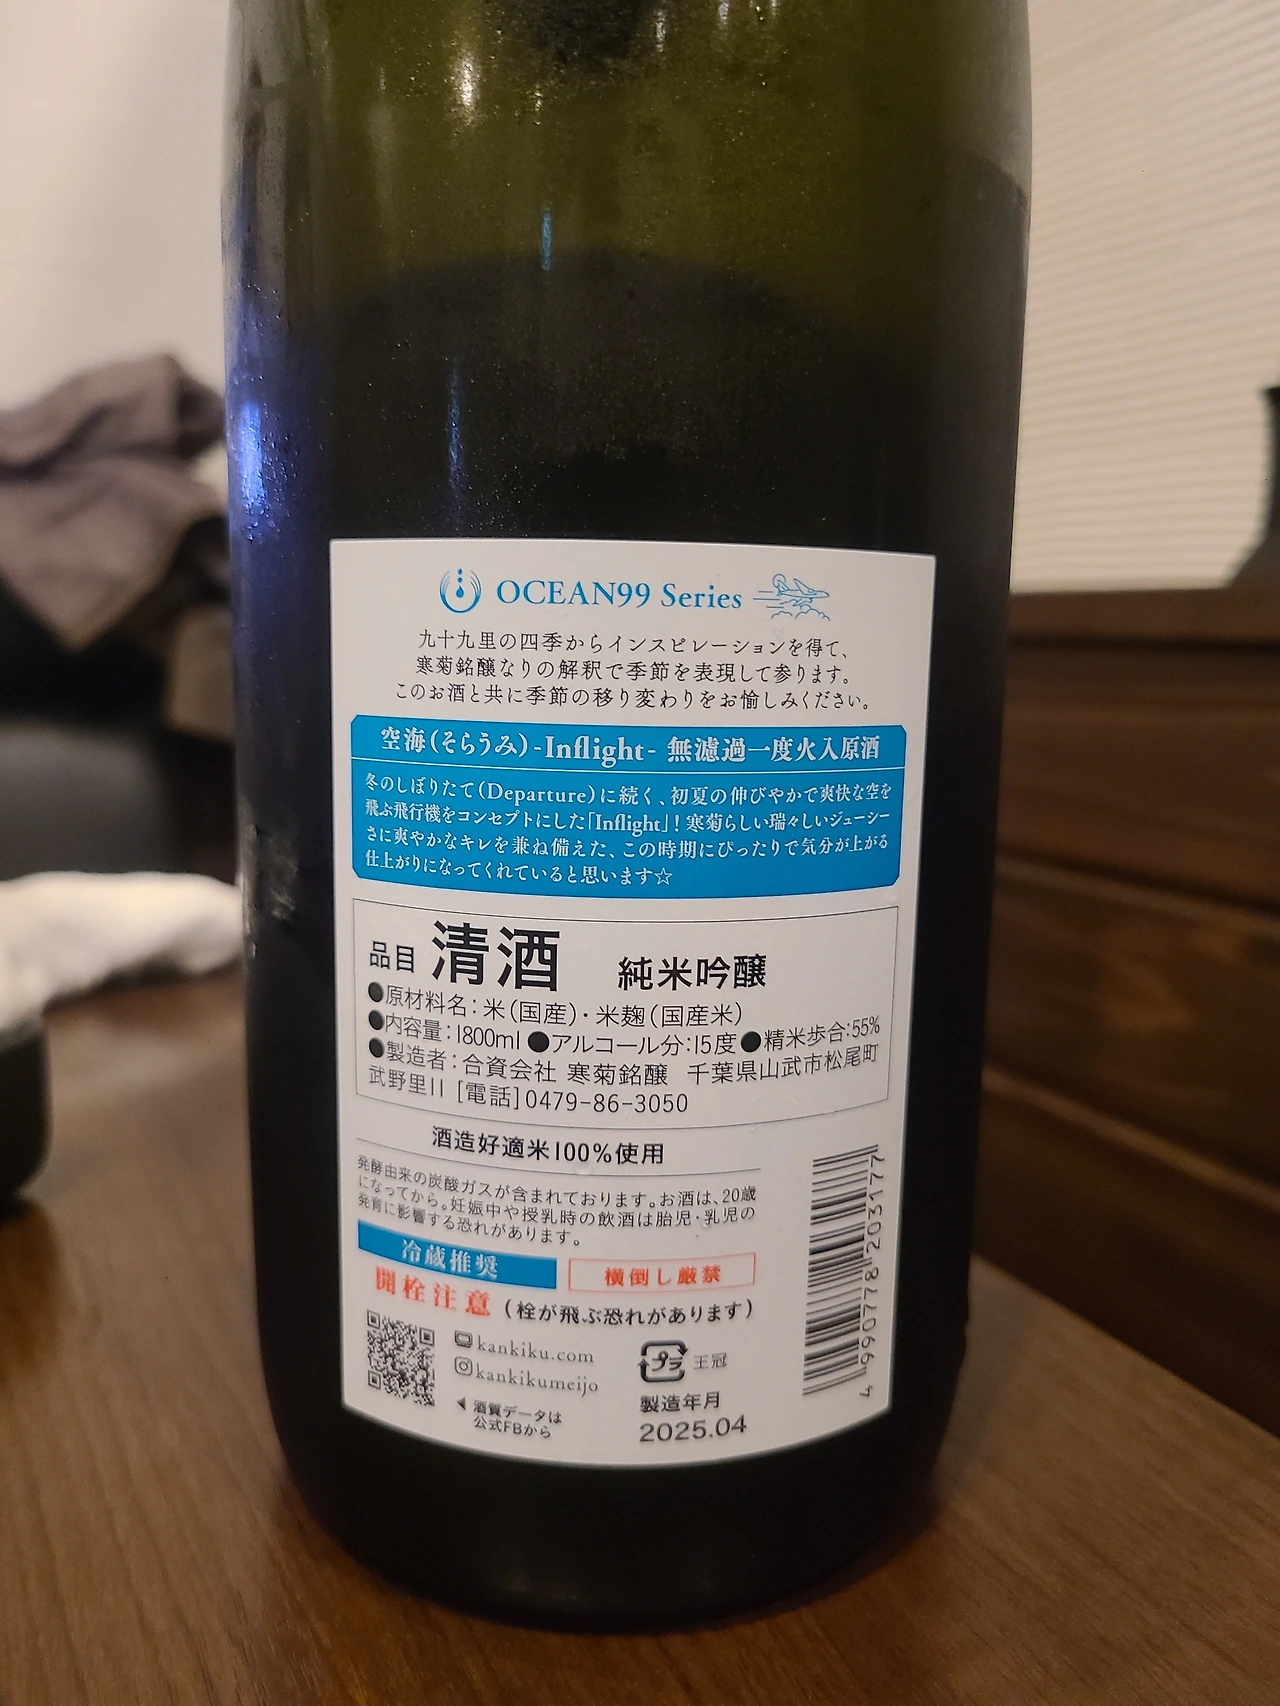 OCEAN99 Series
九十九里の四季からインスピレーションを得て、
寒菊銘醸なりの解釈で季節を表現して参ります。
このお酒と共に季節の移り変わりをお愉しみください。
空海(そらうみ)-Inflight- 無濾過一度火入原酒
冬のしぼりたて(Departure)に続く、初夏の伸びやかで爽快な空を
飛ぶ飛行機をコンセプトにした「Inflight」！寒菊らしい瑞々しいジューシー
さに爽やかなキレを兼ね備えた、この時期にぴったりで気分が上がる
仕上がりになってくれていると思います☆
品目 清酒 純米吟醸
●原材料名：米(国産)・米麹(国産米)
●内容量：1800ml ●アルコール分：15度 ●精米歩合：55%
●製造者：合資会社 寒菊銘醸 千葉県山武市松尾町
武野里11 [電話]0479-86-3050
酒造好適米100%使用
発酵由来の炭酸ガスが含まれております。お酒は、20歳
になってから。妊娠中や授乳時の飲酒は胎児・乳児の
発育に影響する恐れがあります。
冷蔵推奨 横倒し厳禁
開栓注意 (栓が飛ぶ恐れがあります)
kankiku.com
kankikumeijo
◀ 酒質データは
公式FBから
プラ 王冠
製造年月
2025.04
4 990778 203177